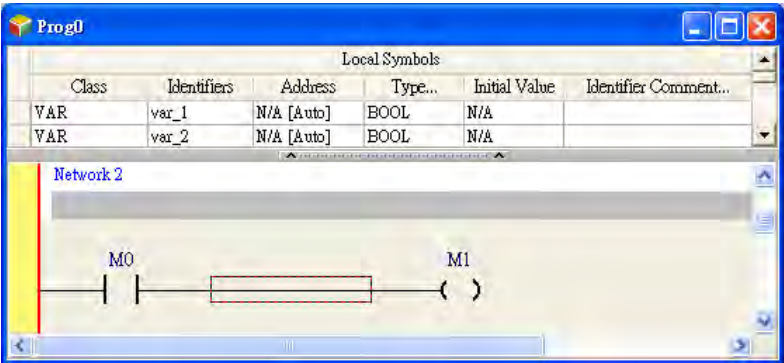 Prog0
Local Symbols
Class Identifiers Address Type... Initial Value Identifier Comment...
VAR var_1 N/A [Auto] BOOL N/A
VAR var_2 N/A [Auto] BOOL N/A
Network 2
M0 M1